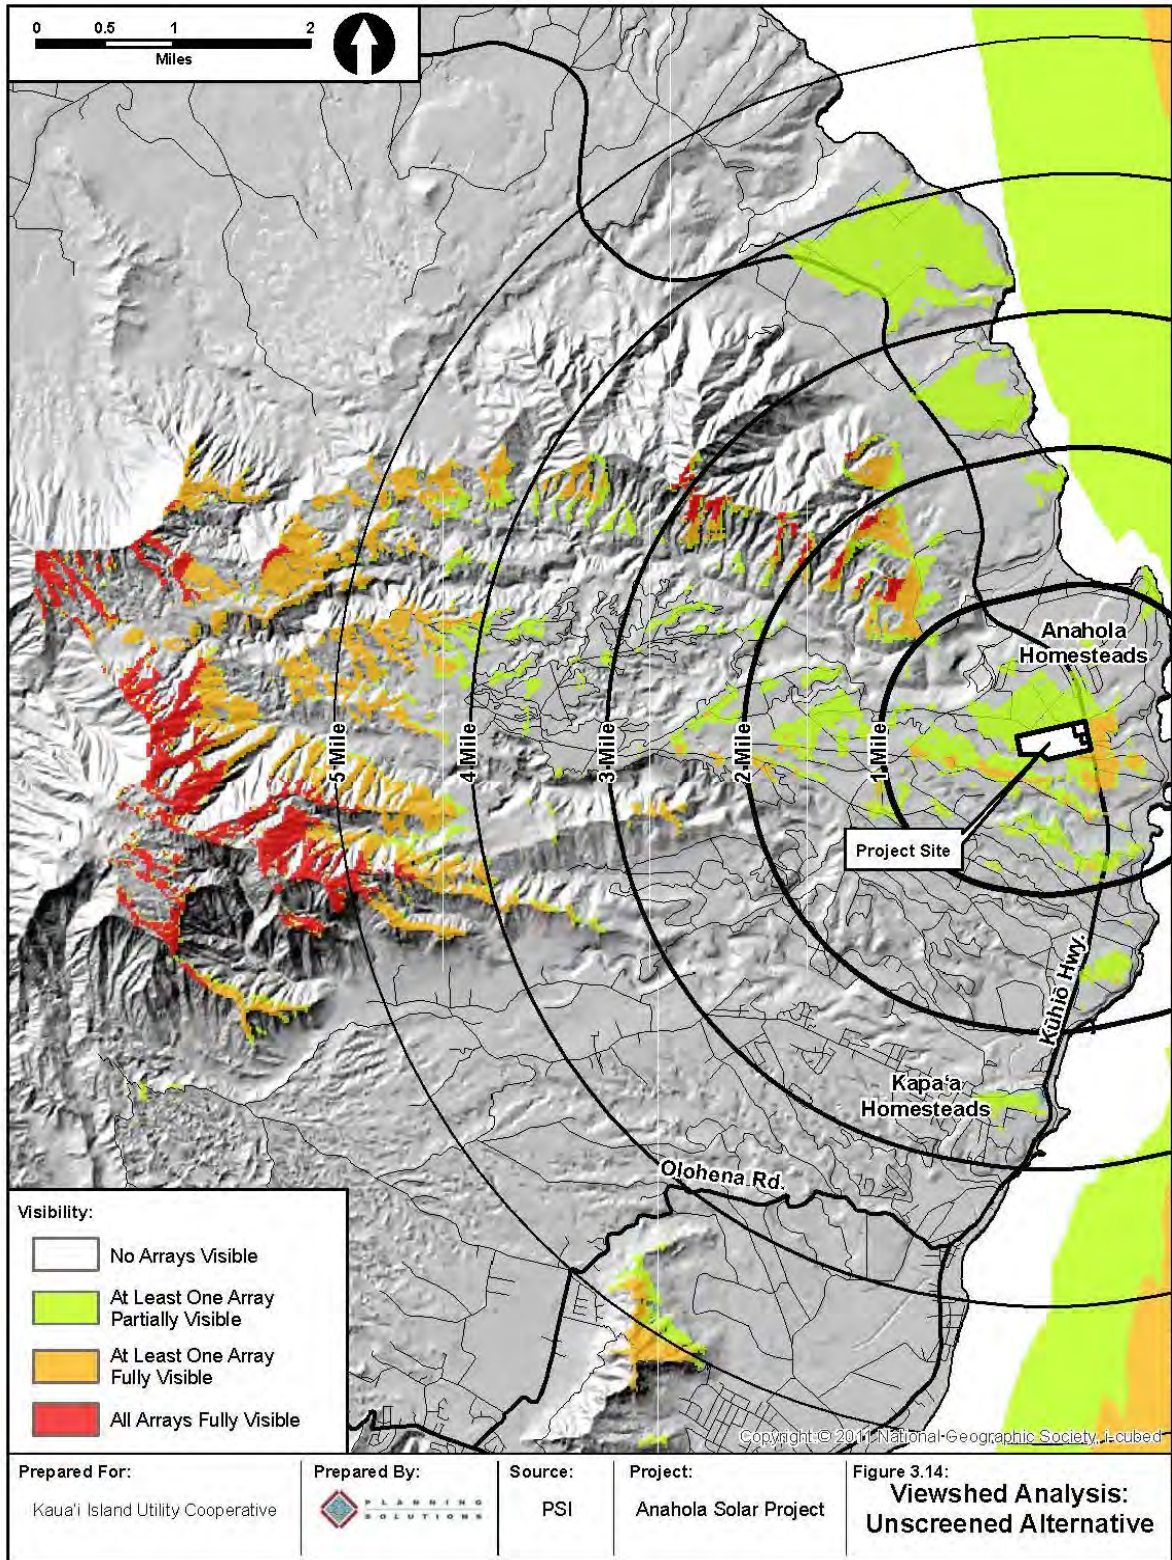 0 0.5 1 2
Miles
Anahola
Homesteads
5 Mile
4 Mile
3 Mile
2 Mile
1 Mile
Project Site
Kūhiō Hwy.
Kapa‘a
Homesteads
Olohena Rd.
Visibility:
No Arrays Visible
At Least One Array
Partially Visible
At Least One Array
Fully Visible
All Arrays Fully Visible
Copyright:© 2011 National Geographic Society, i-cubed
Prepared For:
Kaua‘i Island Utility Cooperative
Prepared By:
PLANNING
SOLUTIONS
Source:
PSI
Project:
Anahola Solar Project
Figure 3.14:
Viewshed Analysis:
Unscreened Alternative